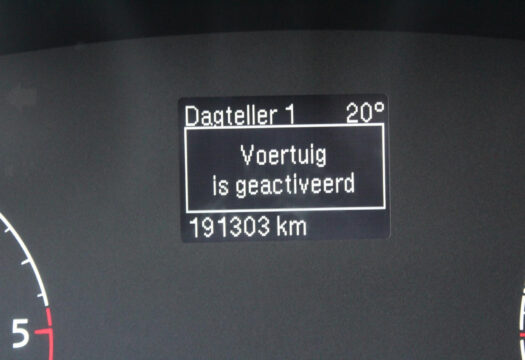 Dagteller 1 20°
Voertuig
is geactiveerd
191303 km
5